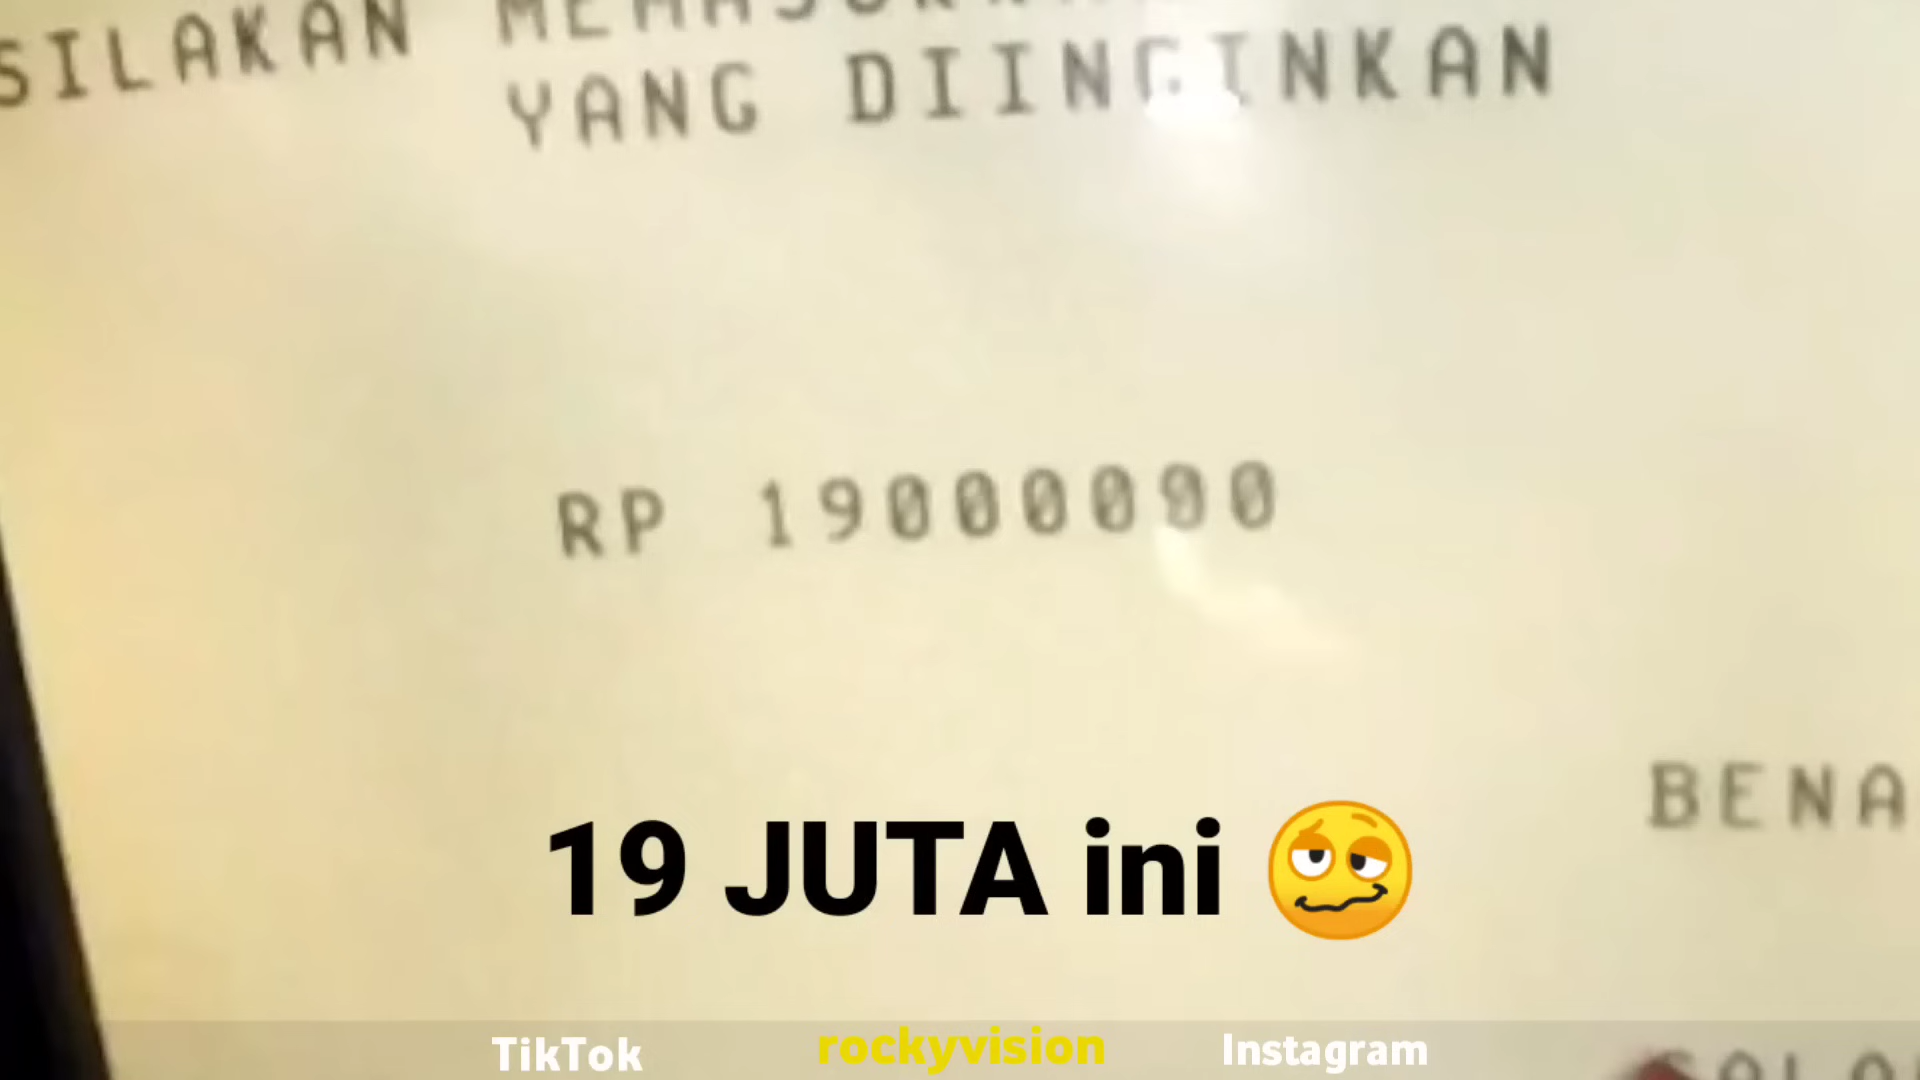 SILAKAN
YANG DIINGINKAN
RP 19000000
BENA
19 JUTA ini 🥴
TikTok rockyvision Instagram